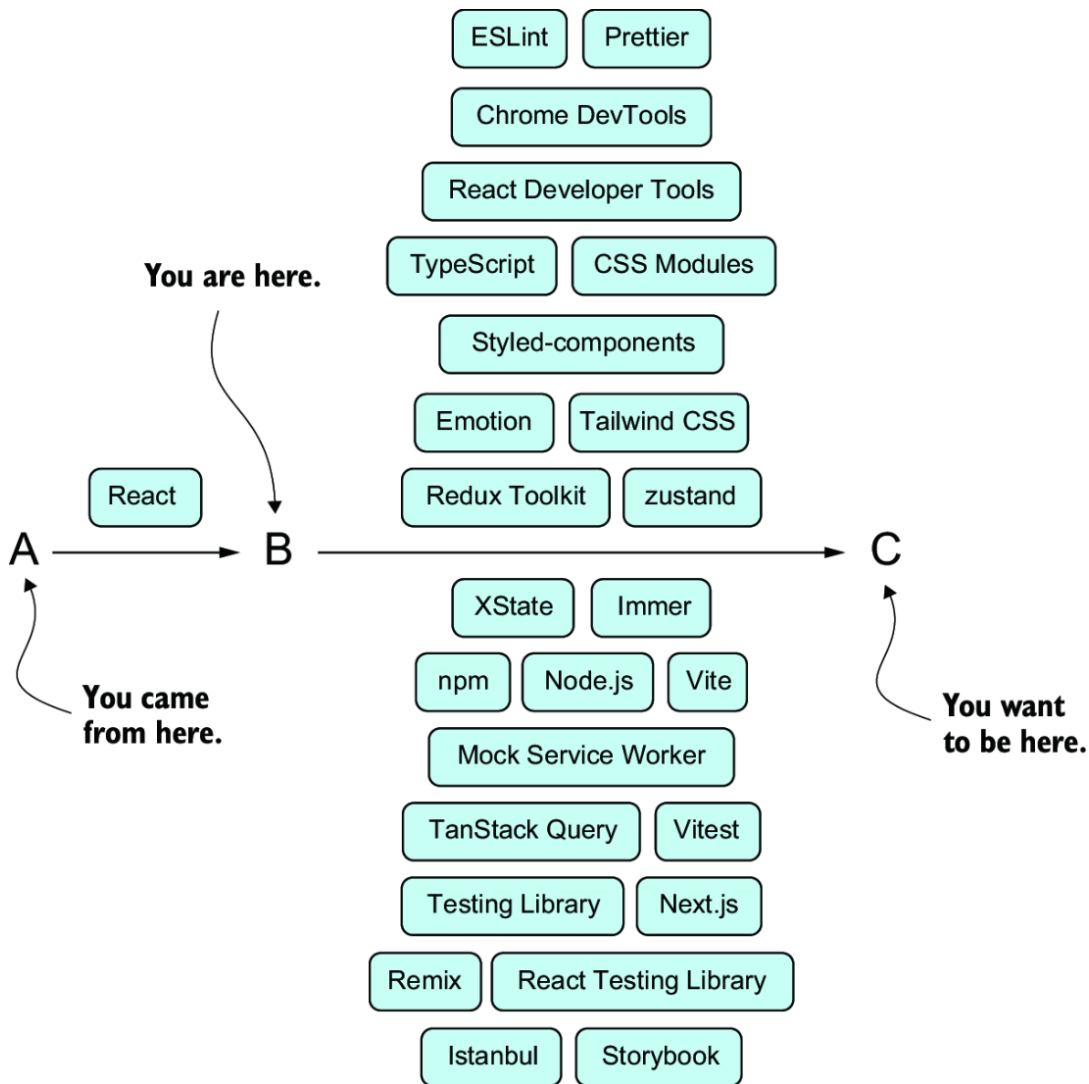 ESLint Prettier
Chrome DevTools
React Developer Tools
TypeScript CSS Modules
You are here.
Styled-components
Emotion Tailwind CSS
React
Redux Toolkit zustand
A B C
XState Immer
npm Node.js Vite
You came
from here.
You want
to be here.
Mock Service Worker
TanStack Query Vitest
Testing Library Next.js
Remix React Testing Library
Istanbul Storybook